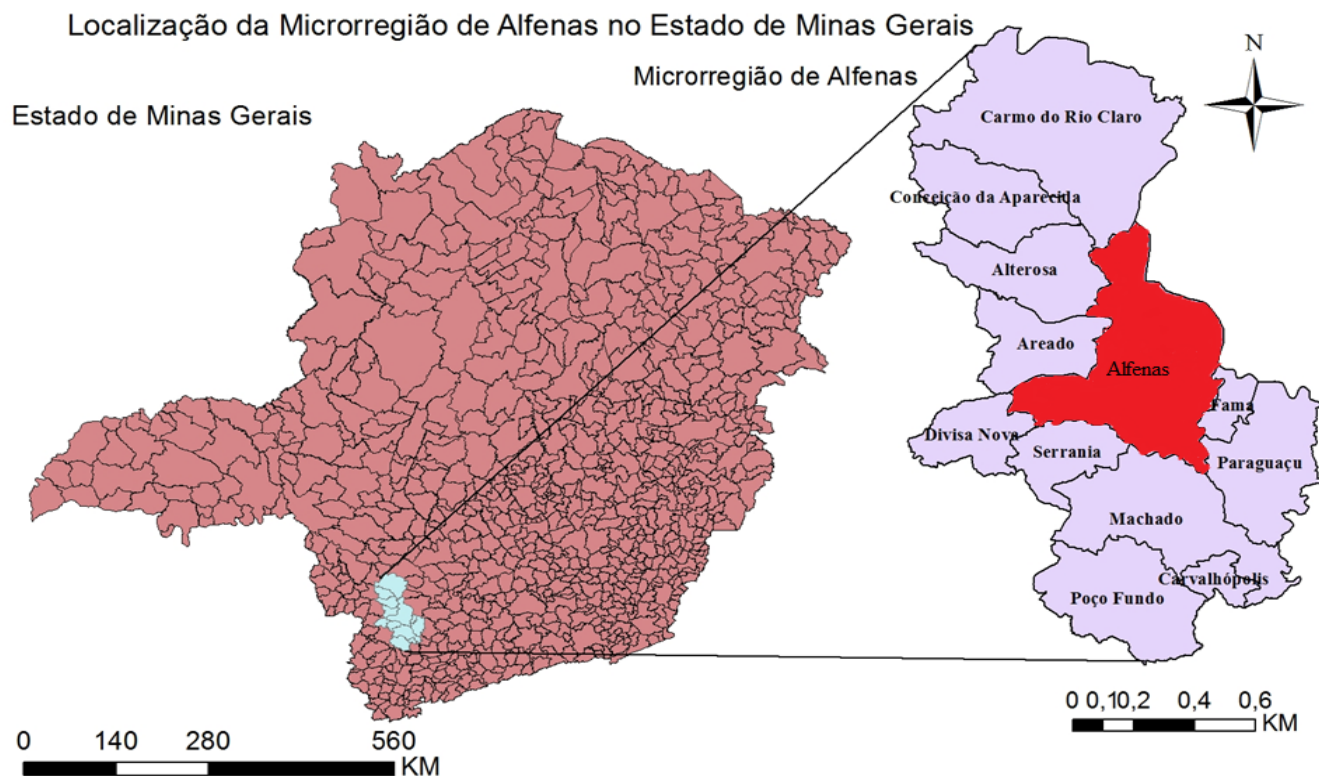 Localização da Microrregião de Alfenas no Estado de Minas Gerais
Microrregião de Alfenas
Estado de Minas Gerais
N
Carmo do Rio Claro
Conceição da Aparecida
Alterosa
Areado
Alfenas
Fama
Divisa Nova
Serrania
Paraguaçu
Machado
Carvalhópolis
Poço Fundo
0 0,10,2 0,4 0,6
KM
0 140 280 560
KM